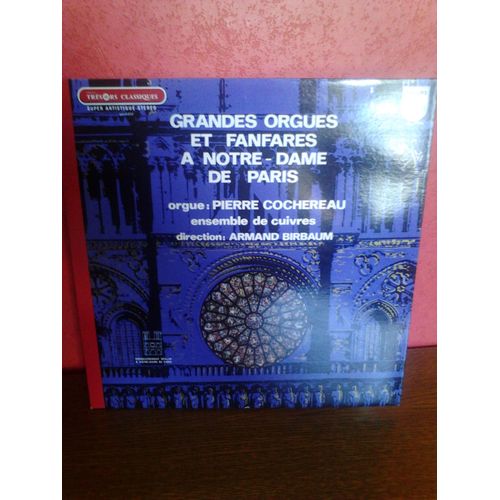 TRÉSORS CLASSIQUES
SUPER ARTISTIQUE-STEREO
GRANDES ORGUES
ET FANFARES
A NOTRE-DAME
DE PARIS
orgue: PIERRE COCHEREAU
ensemble de cuivres
direction: ARMAND BIRBAUM